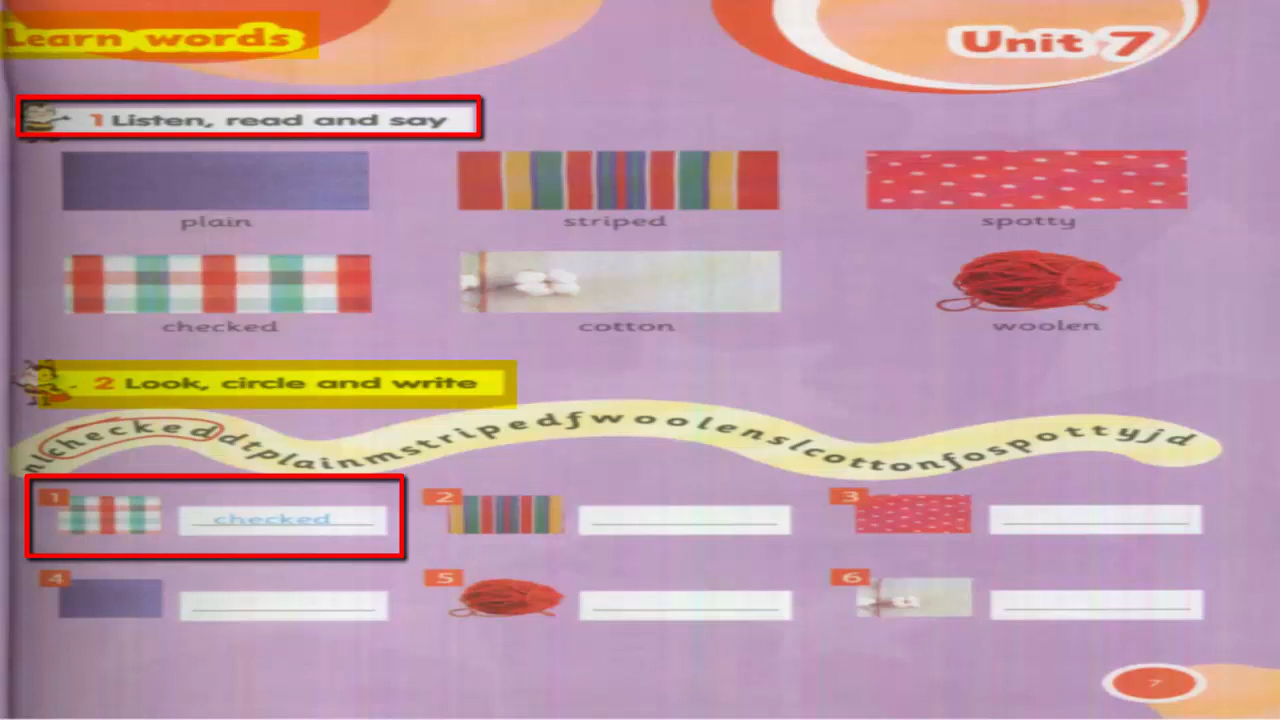 Learn words
Unit 7
1 Listen, read and say
plain striped spotty
checked cotton woolen
2 Look, circle and write
nlcheckeddtplainmstripedfwoolenslcottonfospottyjd
1 checked 2 3
4 5 6
7